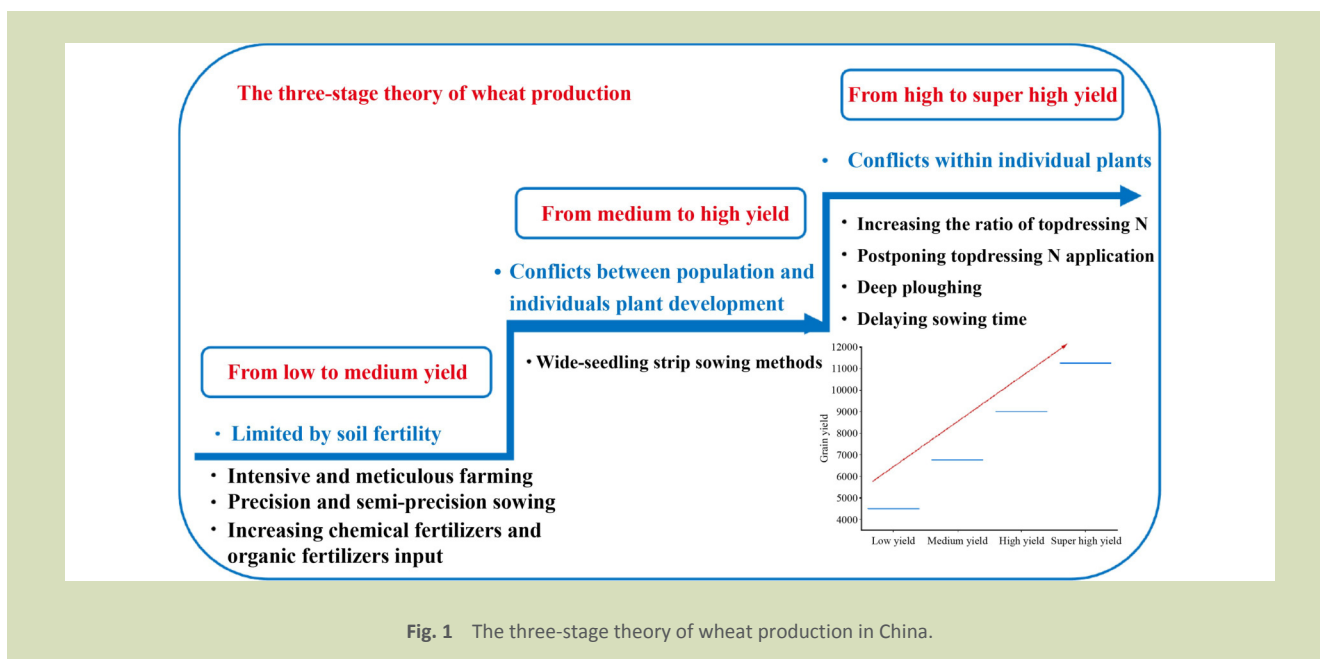 The three-stage theory of wheat production
From high to super high yield
• Conflicts within individual plants
• Increasing the ratio of topdressing N
• Postponing topdressing N application
• Deep ploughing
• Delaying sowing time
From medium to high yield
• Conflicts between population and
individuals plant development
• Wide-seedling strip sowing methods
From low to medium yield
• Limited by soil fertility
• Intensive and meticulous farming
• Precision and semi-precision sowing
• Increasing chemical fertilizers and
organic fertilizers input
Grain yield
12000
11000
10000
9000
8000
7000
6000
5000
4000
Low yield Medium yield High yield Super high yield
Fig. 1 The three-stage theory of wheat production in China.